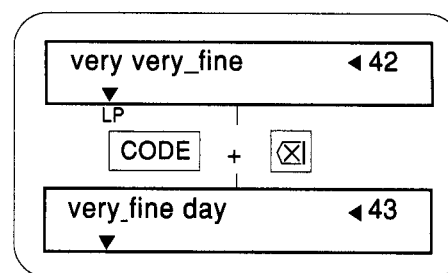 very very_fine ◄ 42
LP
CODE + ⌫
very_fine day ◄ 43